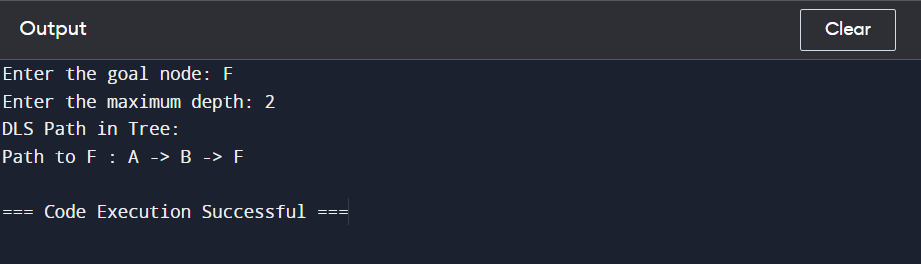 Output
Clear
Enter the goal node: F
Enter the maximum depth: 2
DLS Path in Tree:
Path to F : A -> B -> F
=== Code Execution Successful ===